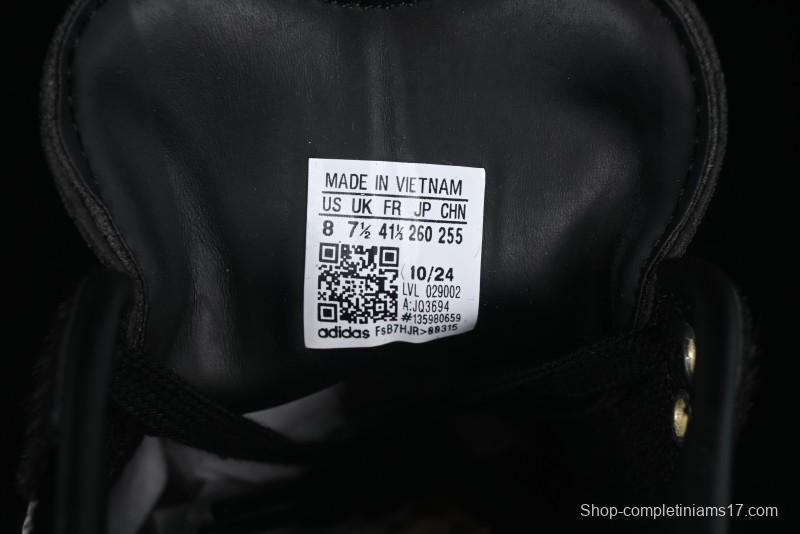 MADE IN VIETNAM
US UK FR JP CHN
8 7½ 41⅓ 260 255
10/24
LVL 029002
A:JQ3694
#135980659
adidas FsB7HJR>00315
Shop-completiniams17.com